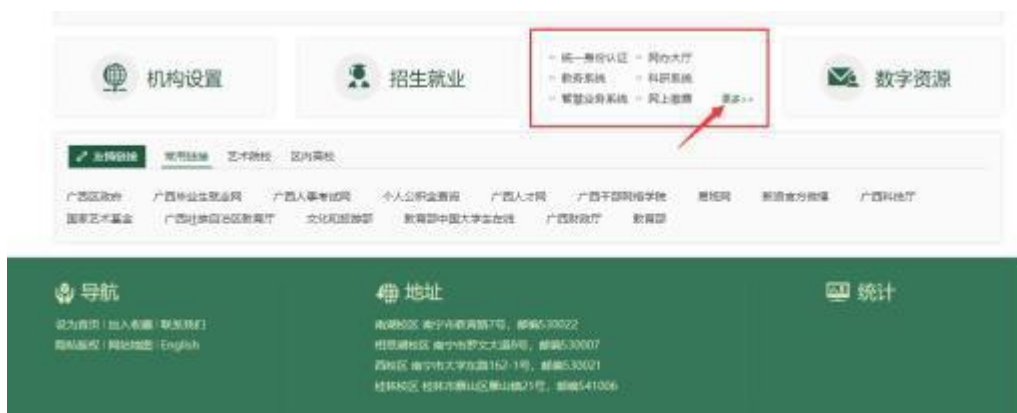 机构设置
招生就业
统一身份认证 网办大厅
教务系统 科研系统
智慧业务系统 网上缴费 更多>>
数字资源
友情链接 常用链接 艺术院校 区内高校
广西区政府 广西毕业生就业网 广西人事考试网 个人公积金查询 广西人才网 广西干部网络学院 易班网 新浪官方微博 广西科技厅
国家艺术基金 广西壮族自治区教育厅 文化和旅游部 教育部中国大学生在线 广西财政厅 教育部
导航
设为首页 | 加入收藏 | 联系我们
隐私版权 | 网站地图 | English
地址
南湖校区 南宁市教育路7号，邮编530022
相思湖校区 南宁市罗文大道8号，邮编530007
西校区 南宁市大学东路162-1号，邮编530021
桂林校区 桂林市雁山区雁山镇21号，邮编541006
统计